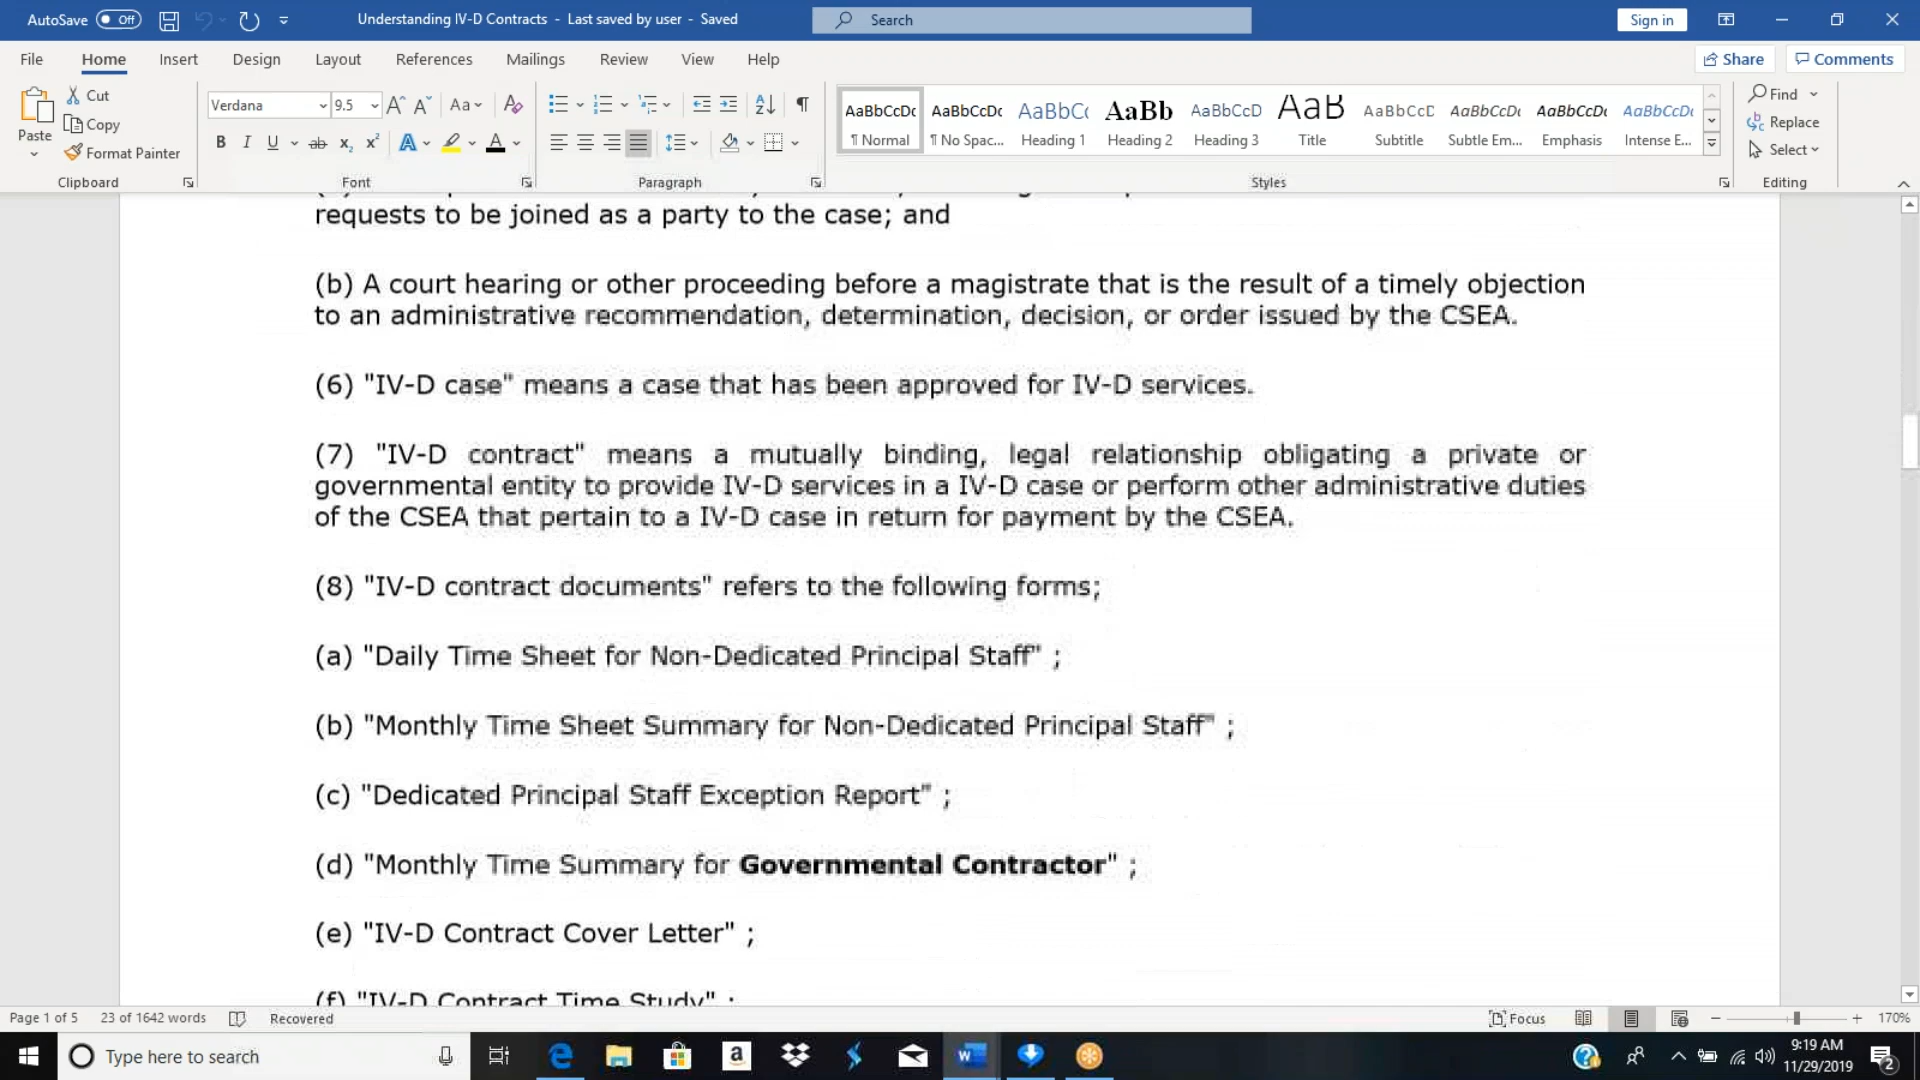 AutoSave Off
Understanding IV-D Contracts - Last saved by user - Saved
Search
Sign in
File Home Insert Design Layout References Mailings Review View Help
Share Comments
Paste
Cut
Copy
Format Painter
Clipboard
Verdana 9.5
Font
Paragraph
AaBbCcDc AaBbCcDc AaBbC( AaBb AaBbCcD AaB AaBbCcD AaBbCcDc AaBbCcDc AaBbCcDc
¶ Normal ¶ No Spac... Heading 1 Heading 2 Heading 3 Title Subtitle Subtle Em... Emphasis Intense E...
Styles
Find
Replace
Select
Editing
requests to be joined as a party to the case; and
(b) A court hearing or other proceeding before a magistrate that is the result of a timely objection
to an administrative recommendation, determination, decision, or order issued by the CSEA.
(6) "IV-D case" means a case that has been approved for IV-D services.
(7) "IV-D contract" means a mutually binding, legal relationship obligating a private or
governmental entity to provide IV-D services in a IV-D case or perform other administrative duties
of the CSEA that pertain to a IV-D case in return for payment by the CSEA.
(8) "IV-D contract documents" refers to the following forms;
(a) "Daily Time Sheet for Non-Dedicated Principal Staff" ;
(b) "Monthly Time Sheet Summary for Non-Dedicated Principal Staff" ;
(c) "Dedicated Principal Staff Exception Report" ;
(d) "Monthly Time Summary for Governmental Contractor" ;
(e) "IV-D Contract Cover Letter" ;
(f) "IV-D Contract Time Study" ;
Page 1 of 5 23 of 1642 words Recovered
Focus
170%
Type here to search
9:19 AM
11/29/2019
2